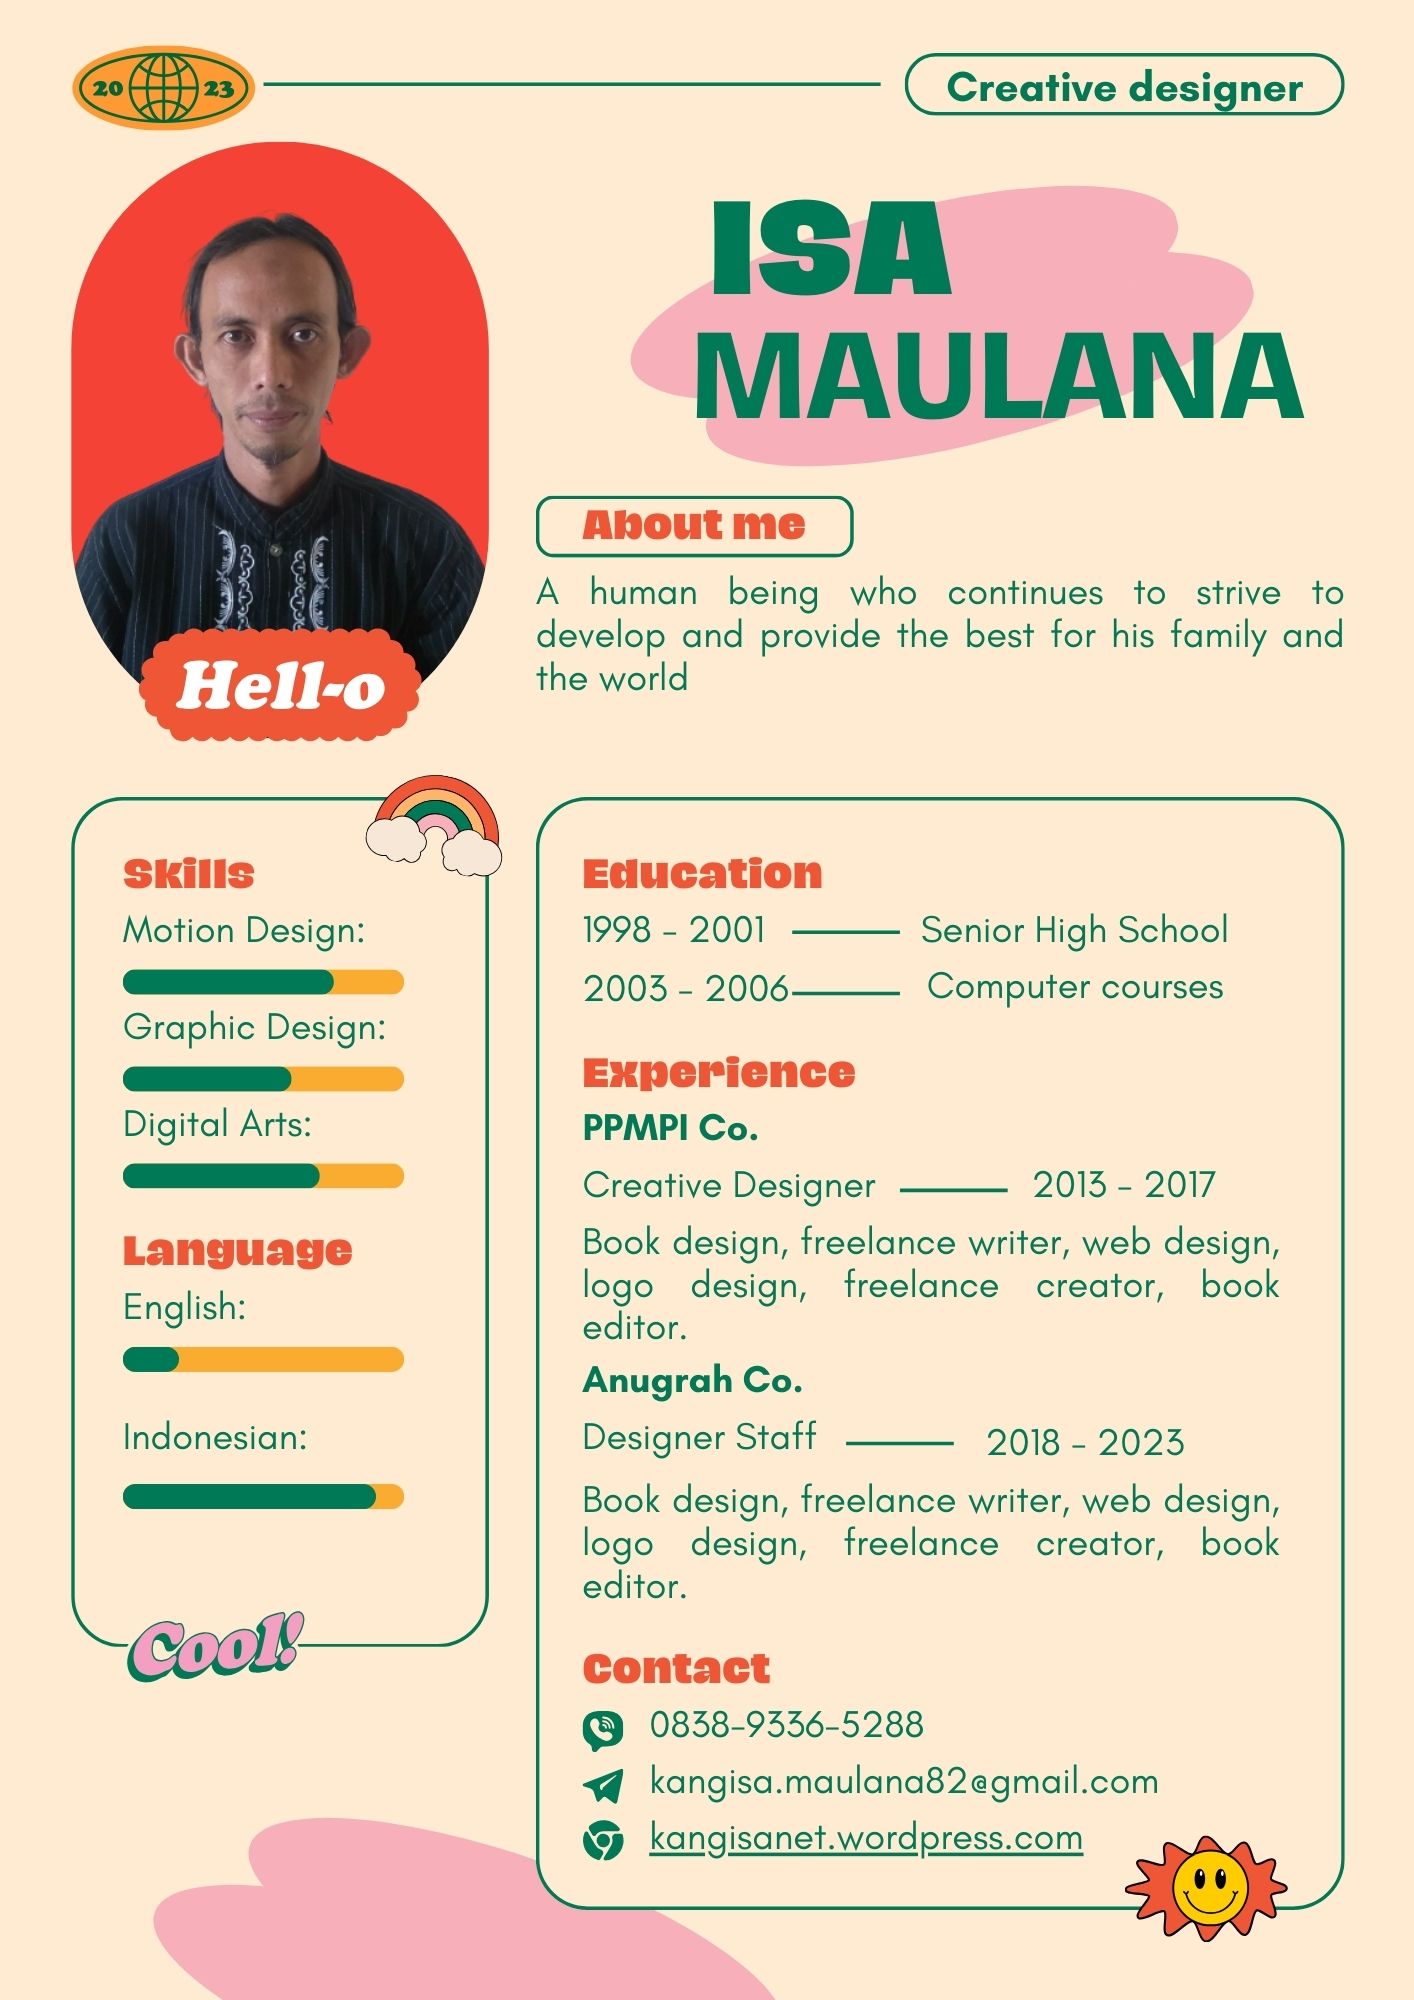 20 23
Creative designer
ISA
MAULANA
Hell-o
About me
A human being who continues to strive to
develop and provide the best for his family and
the world
Skills
Motion Design:
Graphic Design:
Digital Arts:
Language
English:
Indonesian:
Cool!
Education
1998 - 2001 Senior High School
2003 - 2006 Computer courses
Experience
PPMPI Co.
Creative Designer 2013 - 2017
Book design, freelance writer, web design,
logo design, freelance creator, book
editor.
Anugrah Co.
Designer Staff 2018 - 2023
Book design, freelance writer, web design,
logo design, freelance creator, book
editor.
Contact
0838-9336-5288
kangisa.maulana82@gmail.com
kangisanet.wordpress.com